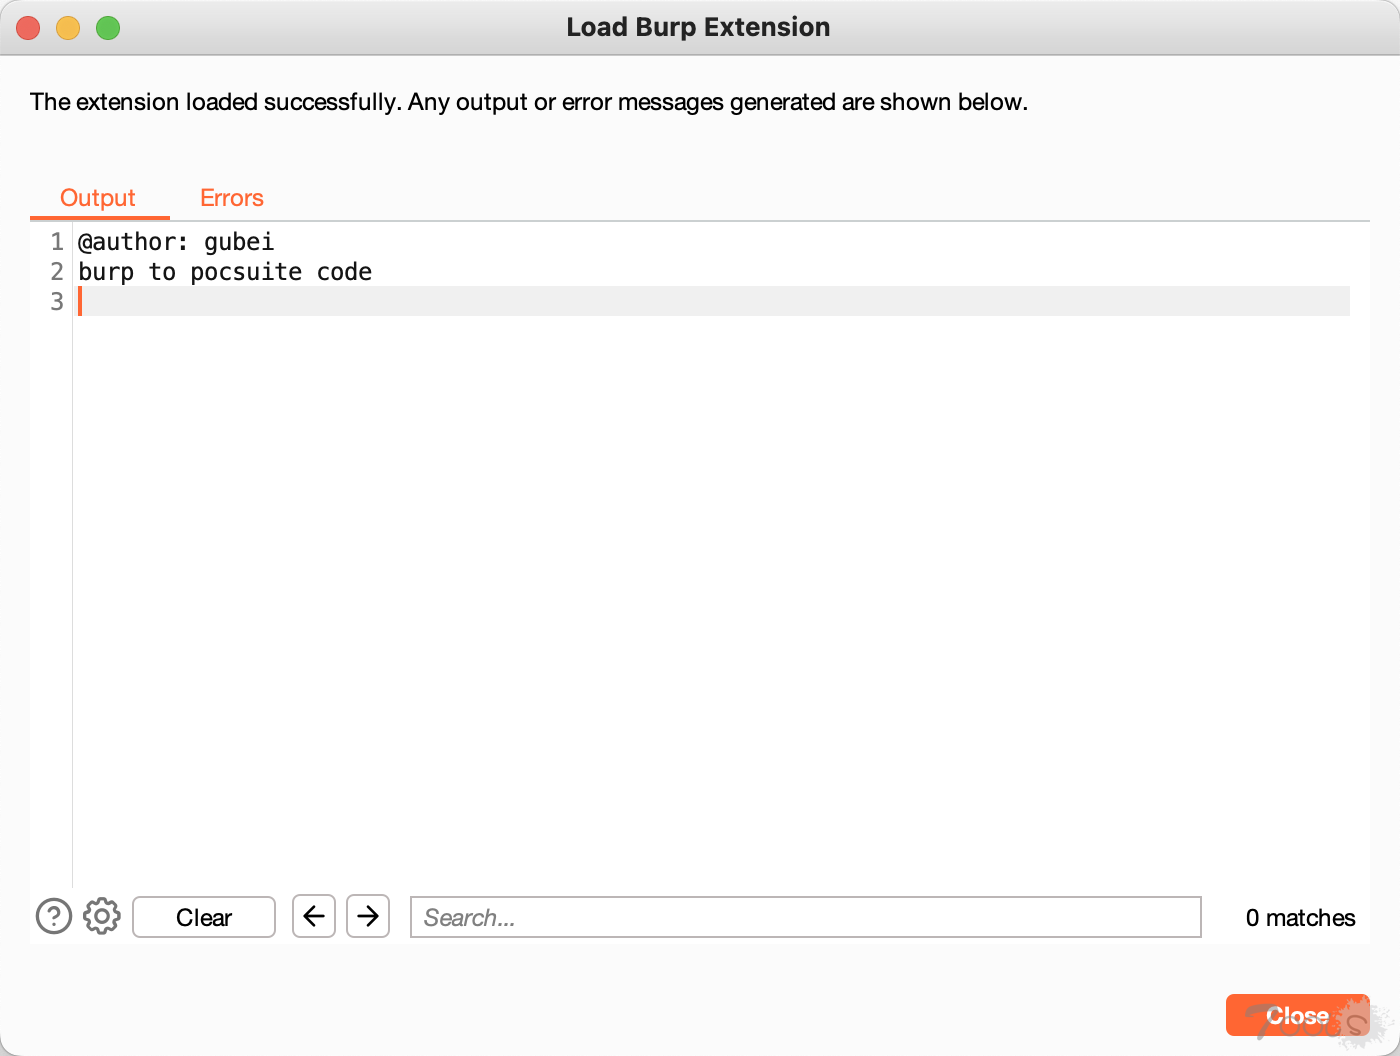 Load Burp Extension
The extension loaded successfully. Any output or error messages generated are shown below.
Output Errors
1 @author: gubei
2 burp to pocsuite code
3
? Clear ← → Search... 0 matches
Close